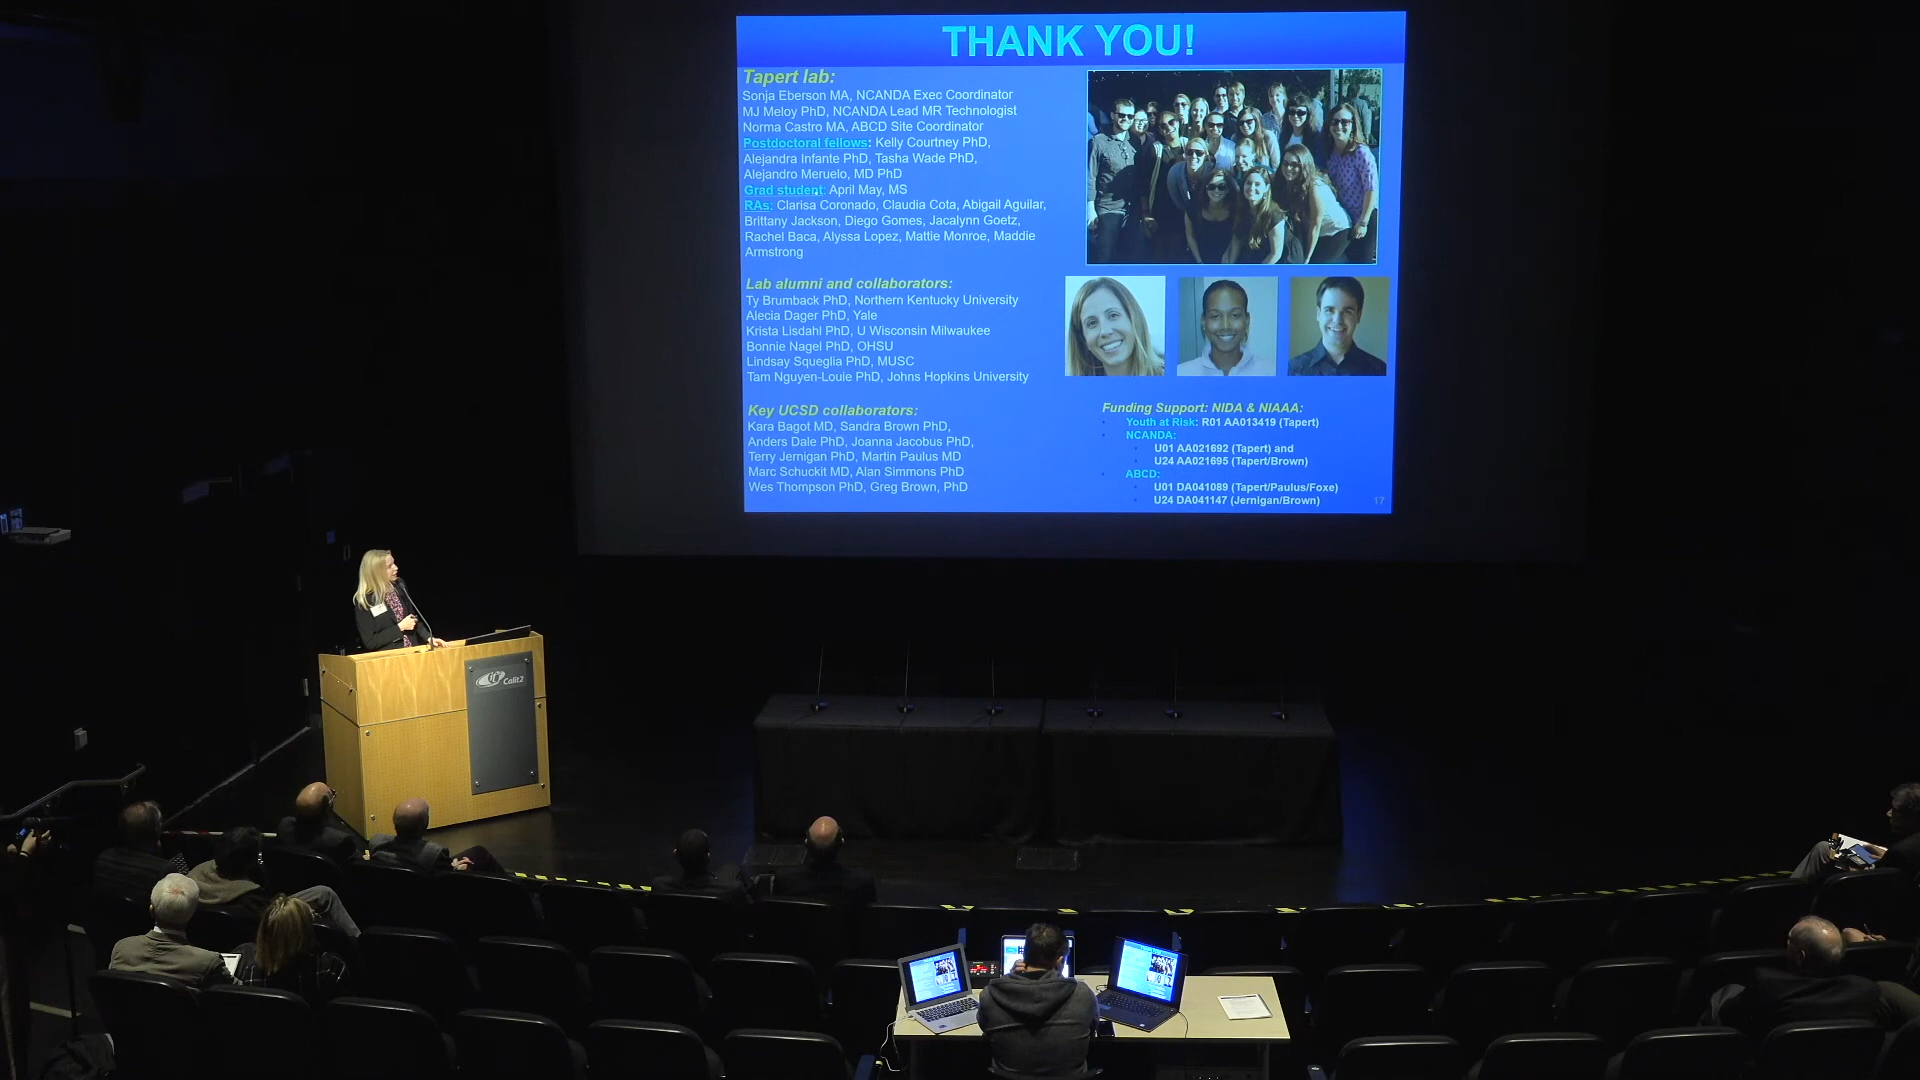 THANK YOU!
Tapert lab:
Sonja Eberson MA, NCANDA Exec Coordinator
MJ Meloy PhD, NCANDA Lead MR Technologist
Norma Castro MA, ABCD Site Coordinator
Postdoctoral fellows: Kelly Courtney PhD,
Alejandra Infante PhD, Tasha Wade PhD,
Alejandro Meruelo, MD PhD
Grad student: April May, MS
RAs: Clarisa Coronado, Claudia Cota, Abigail Aguilar,
Brittany Jackson, Diego Gomes, Jacalynn Goetz,
Rachel Baca, Alyssa Lopez, Mattie Monroe, Maddie
Armstrong
Lab alumni and collaborators:
Ty Brumback PhD, Northern Kentucky University
Alecia Dager PhD, Yale
Krista Lisdahl PhD, U Wisconsin Milwaukee
Bonnie Nagel PhD, OHSU
Lindsay Squeglia PhD, MUSC
Tam Nguyen-Louie PhD, Johns Hopkins University
Key UCSD collaborators:
Kara Bagot MD, Sandra Brown PhD,
Anders Dale PhD, Joanna Jacobus PhD,
Terry Jernigan PhD, Martin Paulus MD
Marc Schuckit MD, Alan Simmons PhD
Wes Thompson PhD, Greg Brown, PhD
Funding Support: NIDA & NIAAA:
Youth at Risk: R01 AA013419 (Tapert)
NCANDA:
U01 AA021692 (Tapert) and
U24 AA021695 (Tapert/Brown)
ABCD:
U01 DA041089 (Tapert/Paulus/Foxe)
U24 DA041147 (Jernigan/Brown)
17
Calit2